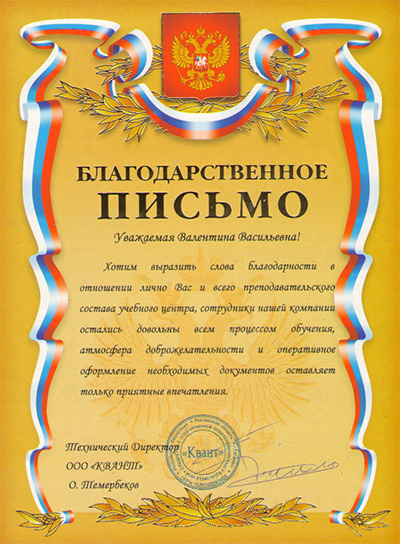 БЛАГОДАРСТВЕННОЕ
ПИСЬМО
Уважаемая Валентина Васильевна!
Хотим выразить слова благодарности в
отношении лично Вас и всего преподавательского
состава учебного центра, сотрудники нашей компании
остались довольны всем процессом обучения,
атмосфера доброжелательности и оперативное
оформление необходимых документов оставляет
только приятные впечатления.
Технический Директор
ООО «КВАНТ»
О. Темербеков
«Квант»